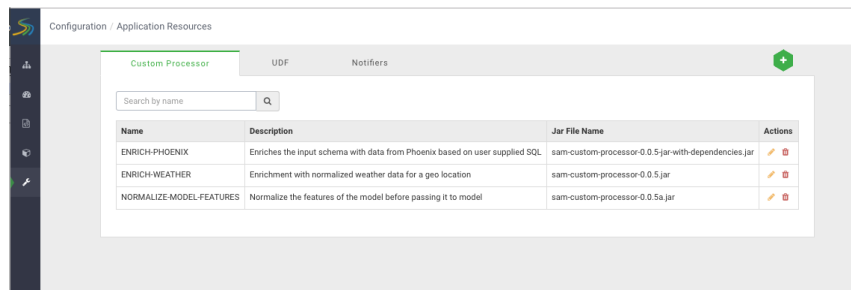 Configuration / Application Resources
Custom Processor UDF Notifiers
Search by name
Name Description Jar File Name Actions
ENRICH-PHOENIX Enriches the input schema with data from Phoenix based on user supplied SQL sam-custom-processor-0.0.5-jar-with-dependencies.jar
ENRICH-WEATHER Enrichment with normalized weather data for a geo location sam-custom-processor-0.0.5.jar
NORMALIZE-MODEL-FEATURES Normalize the features of the model before passing it to model sam-custom-processor-0.0.5a.jar